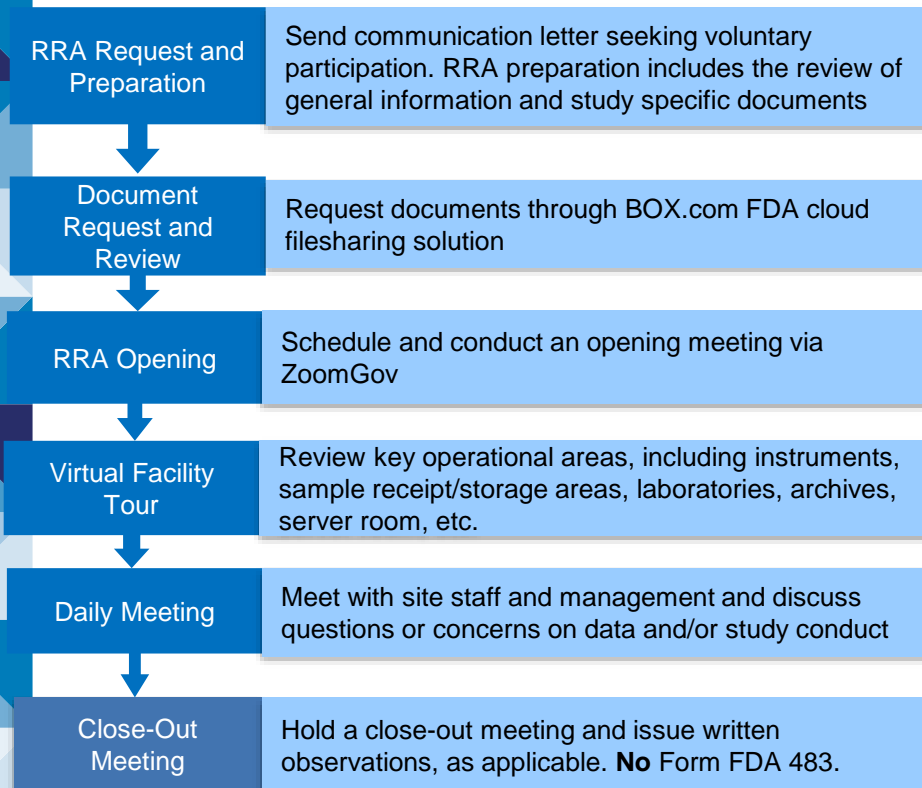 RRA Request and
Preparation
Send communication letter seeking voluntary
participation. RRA preparation includes the review of
general information and study specific documents
Document
Request and
Review
Request documents through BOX.com FDA cloud
filesharing solution
RRA Opening
Schedule and conduct an opening meeting via
ZoomGov
Virtual Facility
Tour
Review key operational areas, including instruments,
sample receipt/storage areas, laboratories, archives,
server room, etc.
Daily Meeting
Meet with site staff and management and discuss
questions or concerns on data and/or study conduct
Close-Out
Meeting
Hold a close-out meeting and issue written
observations, as applicable. No Form FDA 483.